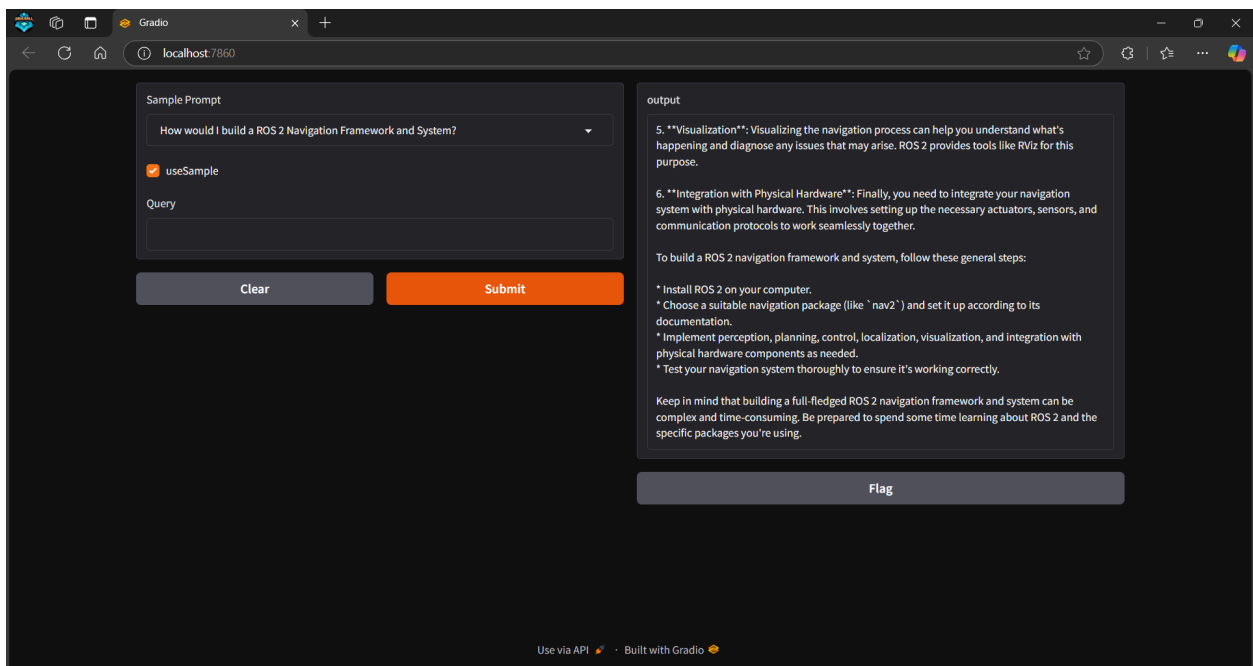 Gradio
localhost:7860
Sample Prompt
How would I build a ROS 2 Navigation Framework and System?
useSample
Query
Clear
Submit
output
5. **Visualization**: Visualizing the navigation process can help you understand what's
happening and diagnose any issues that may arise. ROS 2 provides tools like RViz for this
purpose.
6. **Integration with Physical Hardware**: Finally, you need to integrate your navigation
system with physical hardware. This involves setting up the necessary actuators, sensors, and
communication protocols to work seamlessly together.
To build a ROS 2 navigation framework and system, follow these general steps:
* Install ROS 2 on your computer.
* Choose a suitable navigation package (like `nav2`) and set it up according to its
documentation.
* Implement perception, planning, control, localization, visualization, and integration with
physical hardware components as needed.
* Test your navigation system thoroughly to ensure it's working correctly.
Keep in mind that building a full-fledged ROS 2 navigation framework and system can be
complex and time-consuming. Be prepared to spend some time learning about ROS 2 and the
specific packages you're using.
Flag
Use via API · Built with Gradio